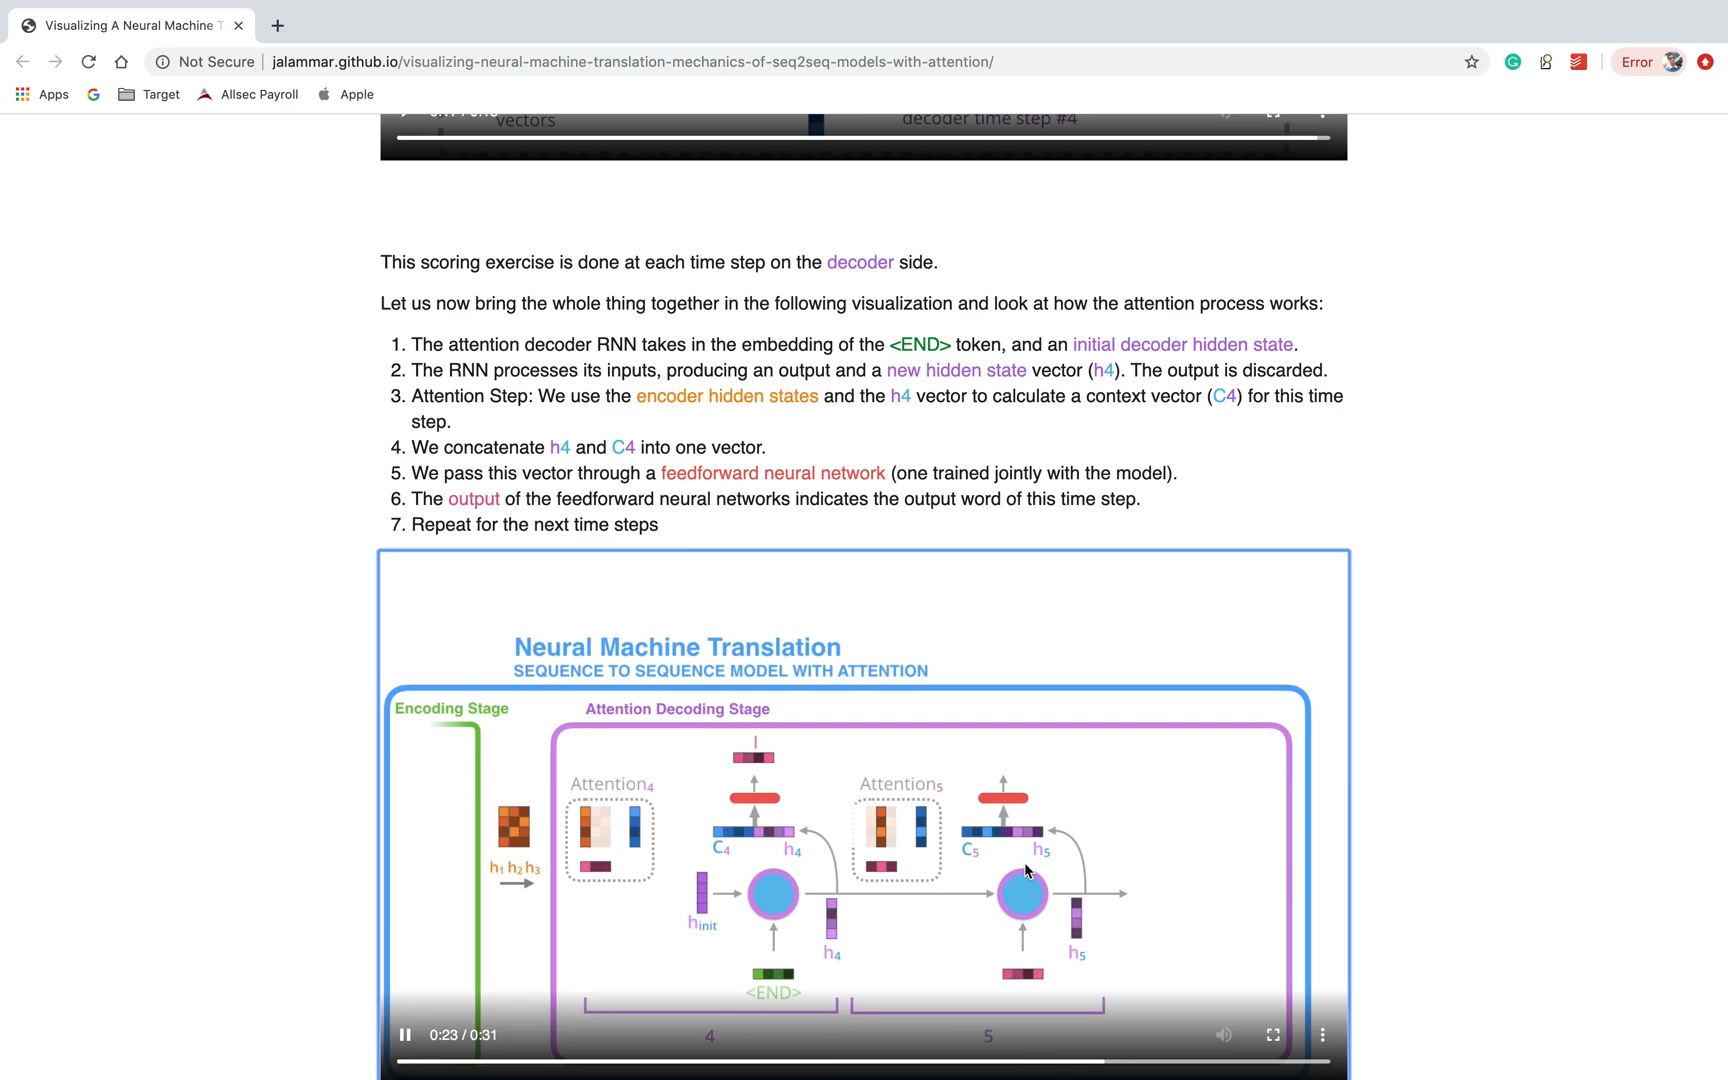 Visualizing A Neural Machine T
Not Secure
jalammar.github.io/visualizing-neural-machine-translation-mechanics-of-seq2seq-models-with-attention/
Error
Apps
Target
Allsec Payroll
Apple
vectors
decoder time step #4
This scoring exercise is done at each time step on the decoder side.
Let us now bring the whole thing together in the following visualization and look at how the attention process works:
1. The attention decoder RNN takes in the embedding of the <END> token, and an initial decoder hidden state.
2. The RNN processes its inputs, producing an output and a new hidden state vector (h4). The output is discarded.
3. Attention Step: We use the encoder hidden states and the h4 vector to calculate a context vector (C4) for this time
step.
4. We concatenate h4 and C4 into one vector.
5. We pass this vector through a feedforward neural network (one trained jointly with the model).
6. The output of the feedforward neural networks indicates the output word of this time step.
7. Repeat for the next time steps
Neural Machine Translation
SEQUENCE TO SEQUENCE MODEL WITH ATTENTION
Encoding Stage
Attention Decoding Stage
I
Attention4
Attention5
C4 h4
C5 h5
h1 h2 h3
hinit
h4
h5
<END>
4
5
0:23 / 0:31